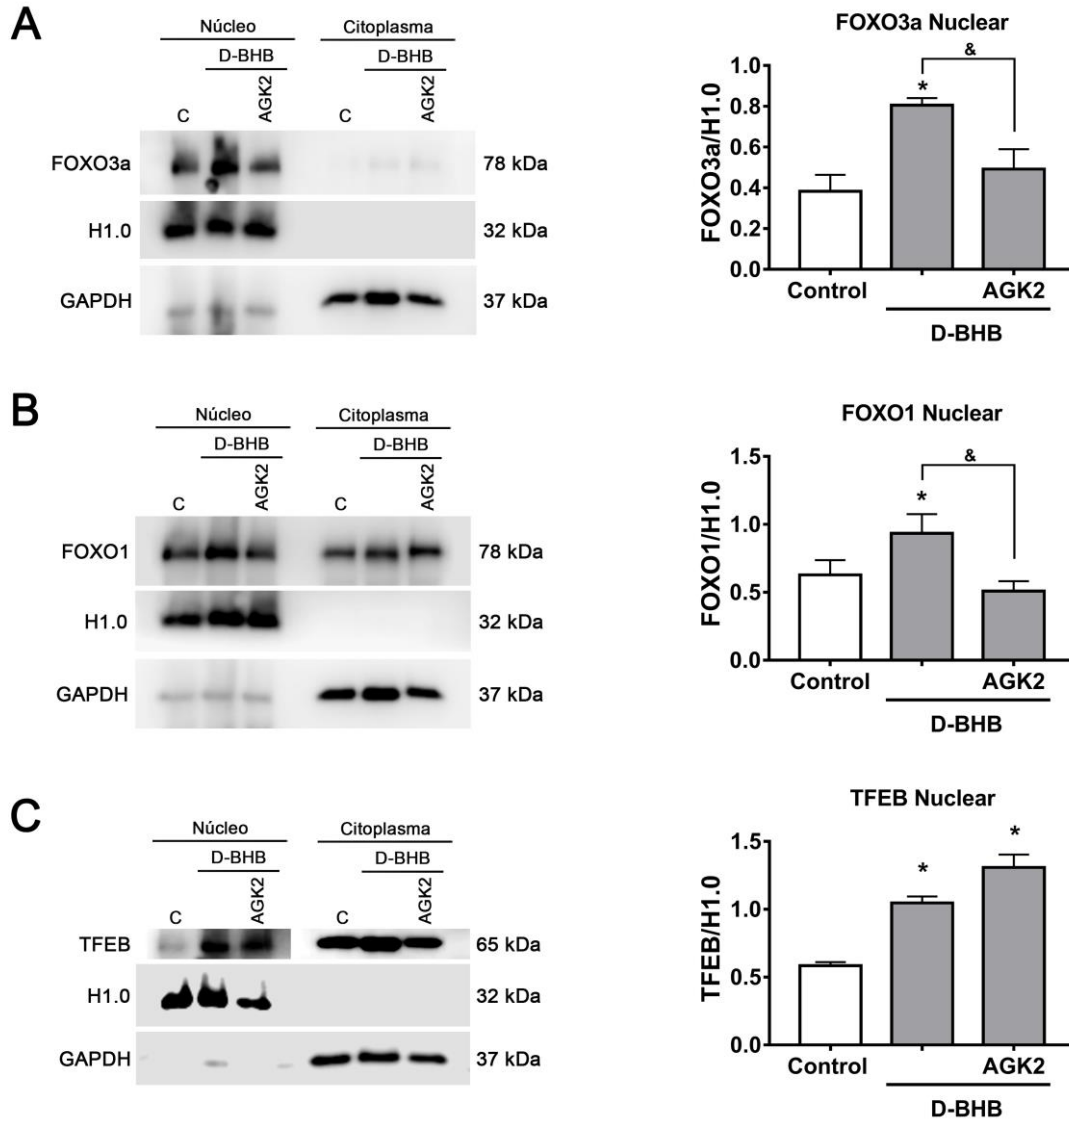 A
Núcleo Citoplasma
D-BHB D-BHB
C AGK2 C AGK2
FOXO3a 78 kDa
H1.0 32 kDa
GAPDH 37 kDa
FOXO3a Nuclear
&
*
FOXO3a/H1.0
1.0
0.8
0.6
0.4
0.2
0.0
Control AGK2
D-BHB
B
Núcleo Citoplasma
D-BHB D-BHB
C AGK2 C AGK2
FOXO1 78 kDa
H1.0 32 kDa
GAPDH 37 kDa
FOXO1 Nuclear
&
*
FOXO1/H1.0
1.5
1.0
0.5
0.0
Control AGK2
D-BHB
C
Núcleo Citoplasma
D-BHB D-BHB
C AGK2 C AGK2
TFEB 65 kDa
H1.0 32 kDa
GAPDH 37 kDa
TFEB Nuclear
*
*
TFEB/H1.0
1.5
1.0
0.5
0.0
Control AGK2
D-BHB